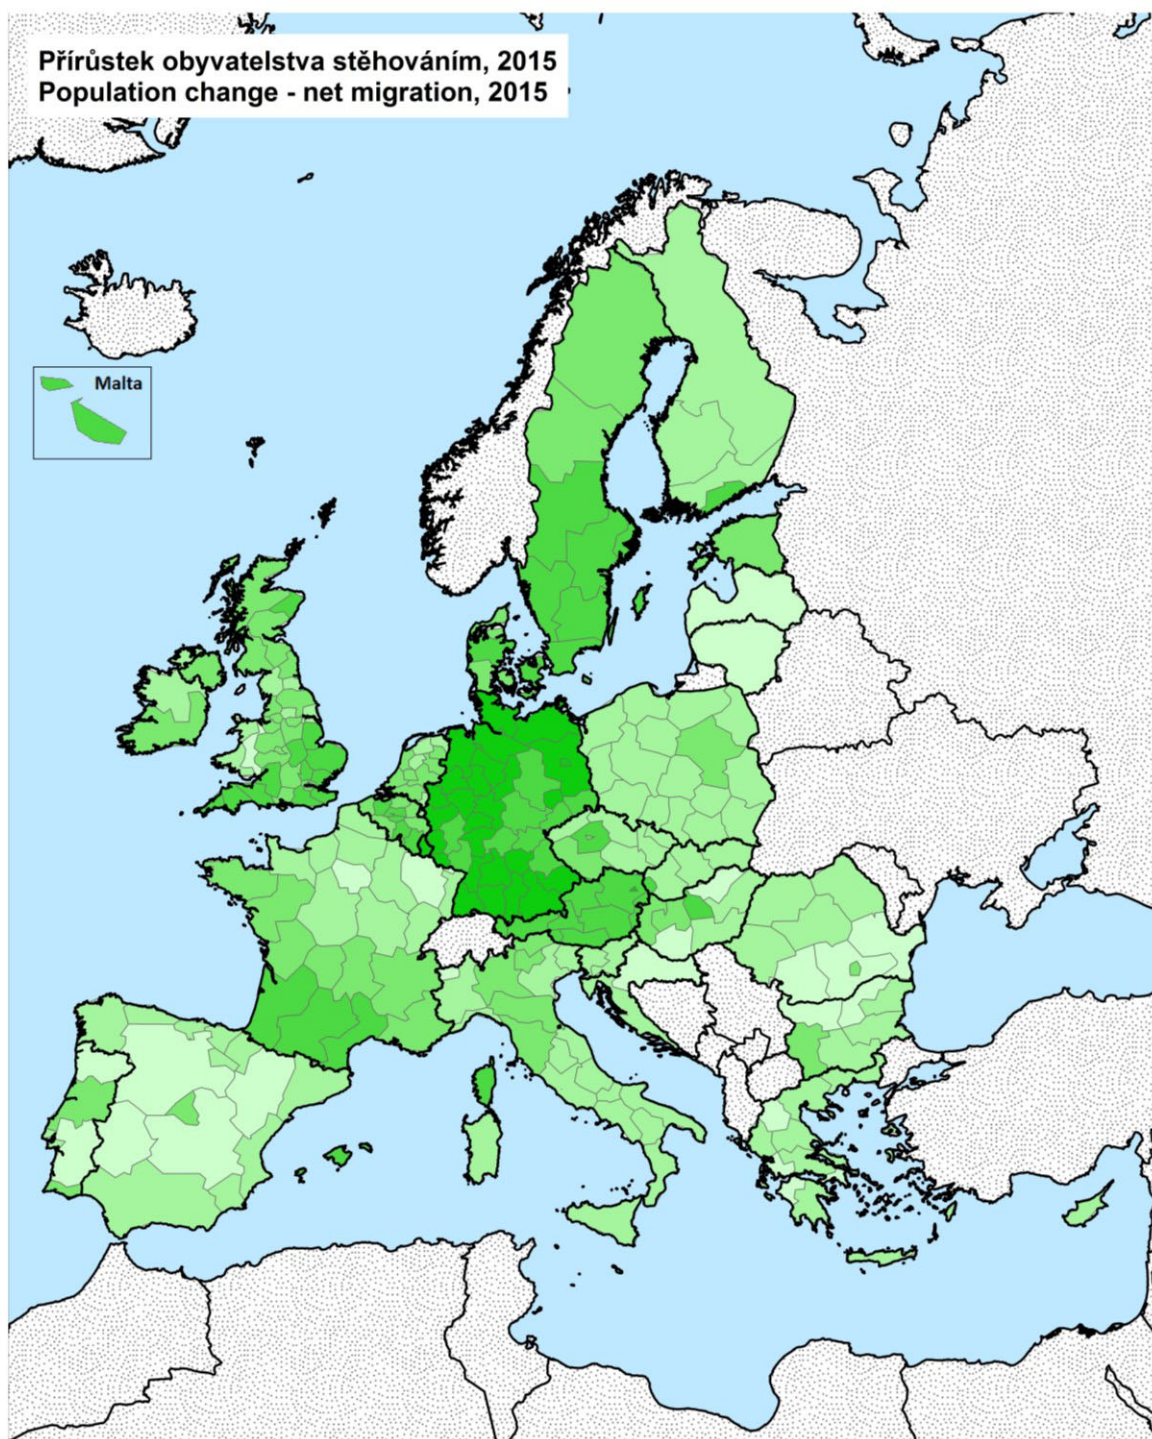 Přírůstek obyvatelstva stěhováním, 2015
Population change - net migration, 2015
Malta